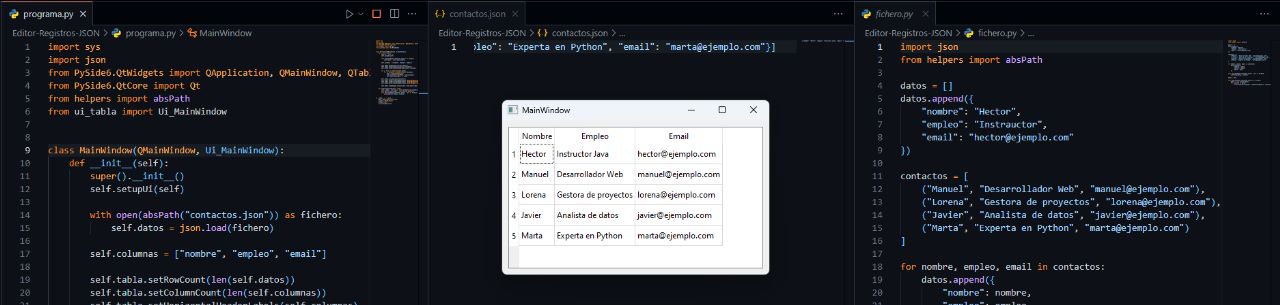 programa.py
Editor-Registros-JSON > programa.py > MainWindow
1 import sys
2 import json
3 from PySide6.QtWidgets import QApplication, QMainWindow, QTab
4 from PySide6.QtCore import Qt
5 from helpers import absPath
6 from ui_tabla import Ui_MainWindow
7
8
9 class MainWindow(QMainWindow, Ui_MainWindow):
10 def __init__(self):
11 super().__init__()
12 self.setupUi(self)
13
14 with open(absPath("contactos.json")) as fichero:
15 self.datos = json.load(fichero)
16
17 self.columnas = ["nombre", "empleo", "email"]
18
19 self.tabla.setRowCount(len(self.datos))
20 self.tabla.setColumnCount(len(self.columnas))
21 self.tabla.setHorizontalHeaderLabels(self.columnas)
contactos.json
Editor-Registros-JSON > contactos.json > ...
1 pleo": "Experta en Python", "email": "marta@ejemplo.com"}]
MainWindow
Nombre Empleo Email
1 Hector Instructor Java hector@ejemplo.com
2 Manuel Desarrollador Web manuel@ejemplo.com
3 Lorena Gestora de proyectos lorena@ejemplo.com
4 Javier Analista de datos javier@ejemplo.com
5 Marta Experta en Python marta@ejemplo.com
fichero.py
Editor-Registros-JSON > fichero.py > ...
1 import json
2 from helpers import absPath
3
4 datos = []
5 datos.append({
6 "nombre": "Hector",
7 "empleo": "Instrauctor",
8 "email": "hector@ejemplo.com"
9 })
10
11 contactos = [
12 ("Manuel", "Desarrollador Web", "manuel@ejemplo.com"),
13 ("Lorena", "Gestora de proyectos", "lorena@ejemplo.com"),
14 ("Javier", "Analista de datos", "javier@ejemplo.com"),
15 ("Marta", "Experta en Python", "marta@ejemplo.com")
16 ]
17
18 for nombre, empleo, email in contactos:
19 datos.append({
20 "nombre": nombre,
21 "empleo": empleo,